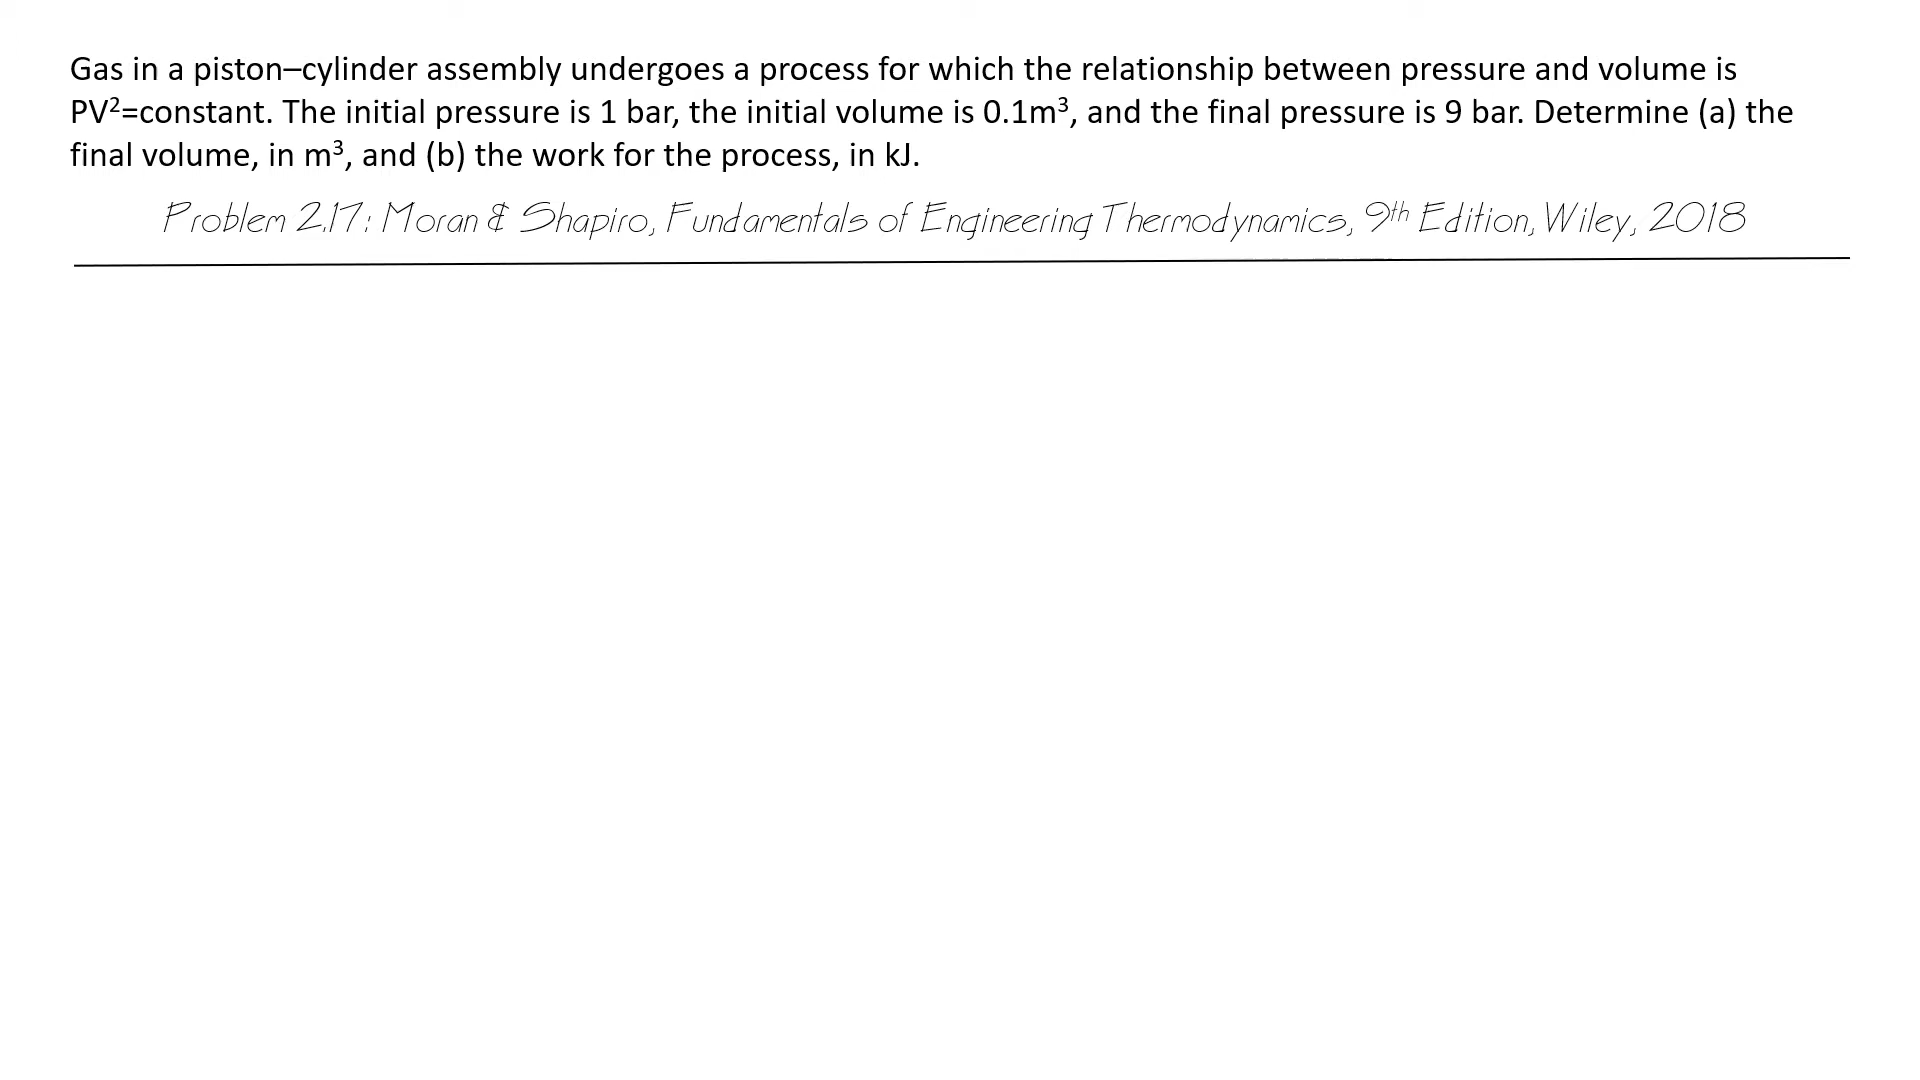 Gas in a piston–cylinder assembly undergoes a process for which the relationship between pressure and volume is
PV²=constant. The initial pressure is 1 bar, the initial volume is 0.1m³, and the final pressure is 9 bar. Determine (a) the
final volume, in m³, and (b) the work for the process, in kJ.
Problem 2.17: Moran & Shapiro, Fundamentals of Engineering Thermodynamics, 9th Edition, Wiley, 2018